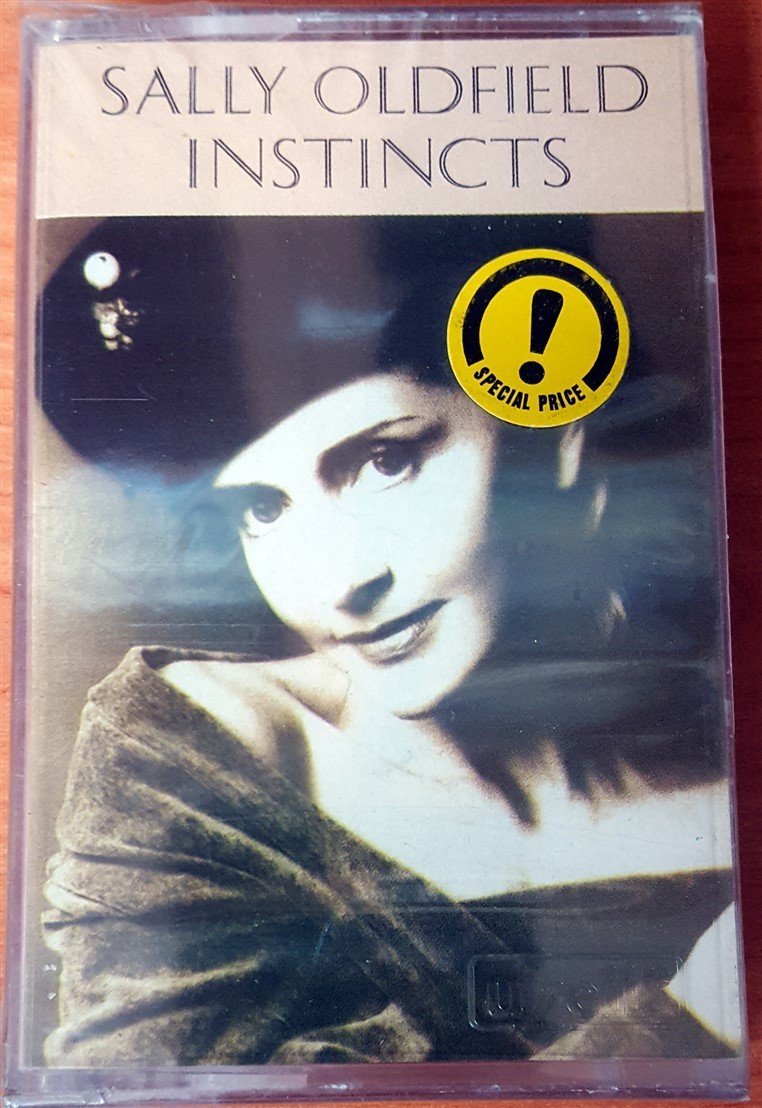 SALLY OLDFIELD
INSTINCTS
!
SPECIAL PRICE